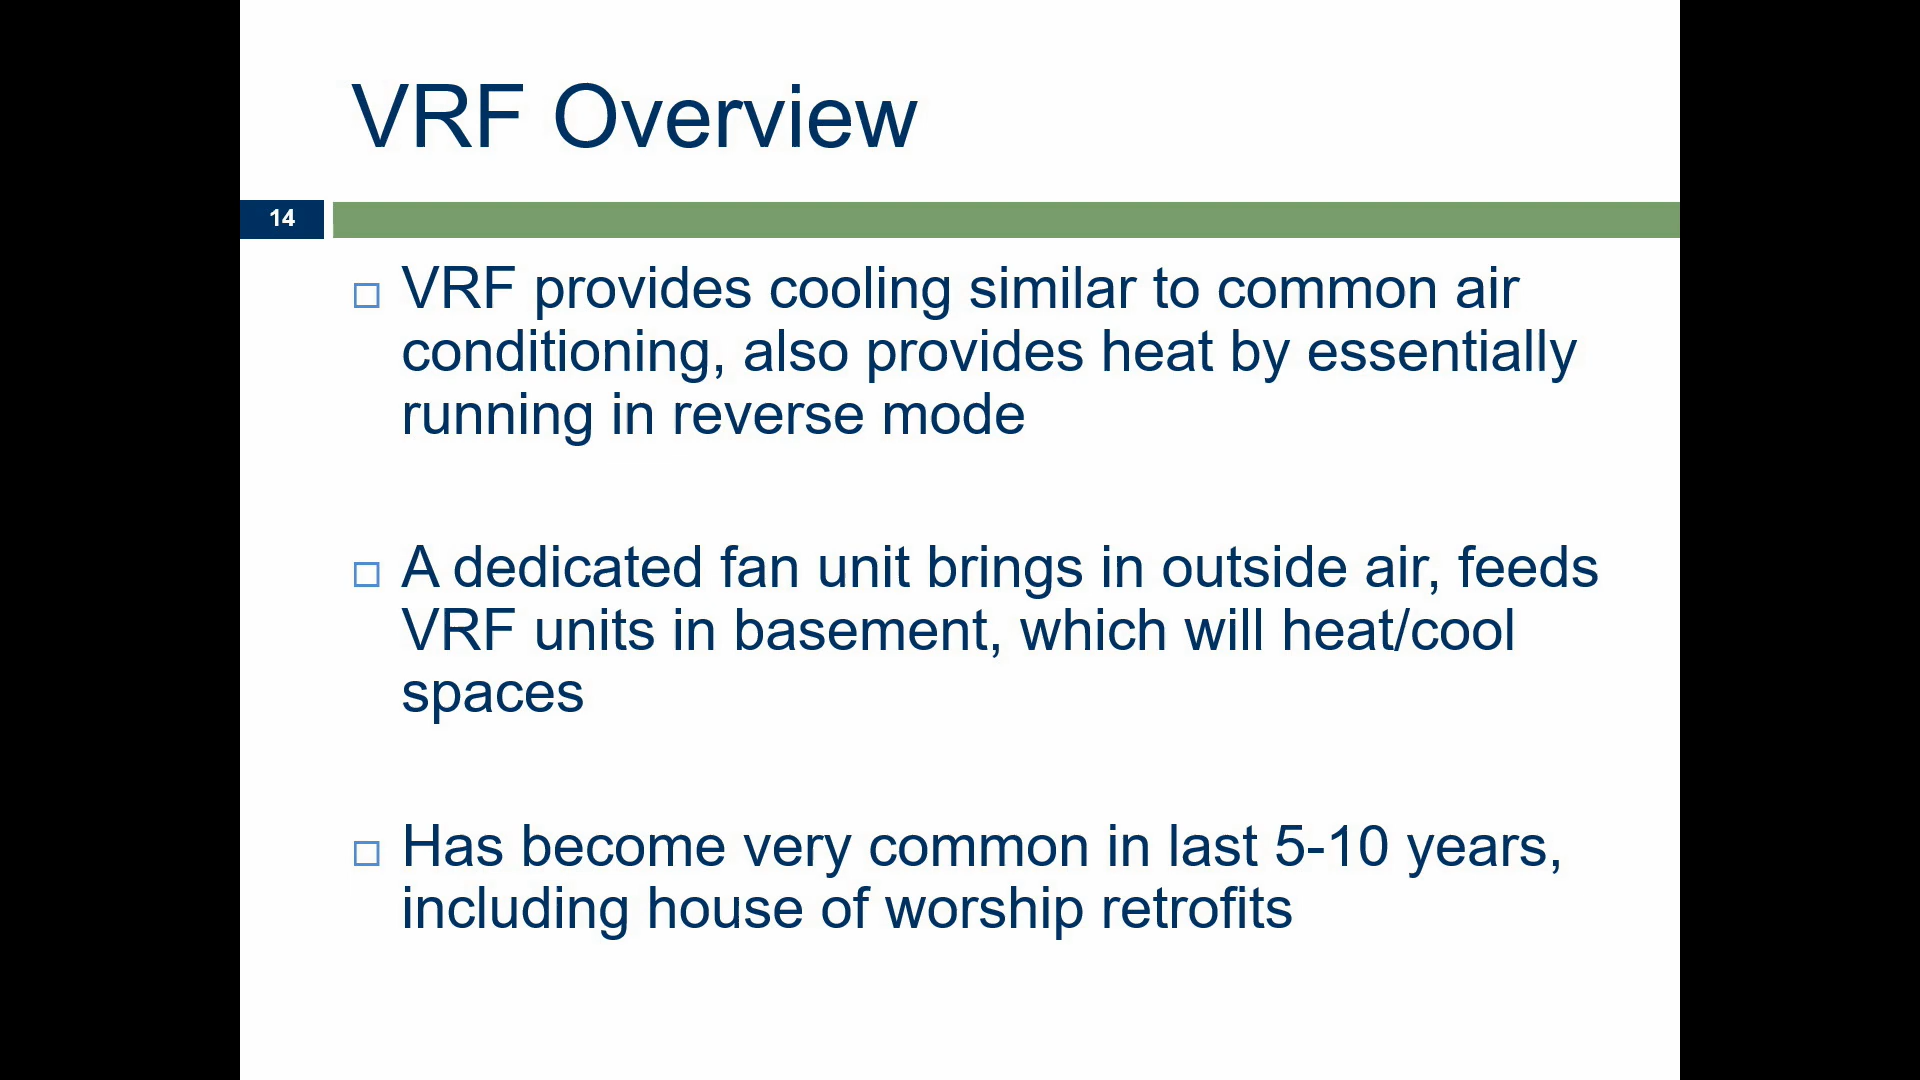 VRF Overview
14
VRF provides cooling similar to common air
conditioning, also provides heat by essentially
running in reverse mode
A dedicated fan unit brings in outside air, feeds
VRF units in basement, which will heat/cool
spaces
Has become very common in last 5-10 years,
including house of worship retrofits